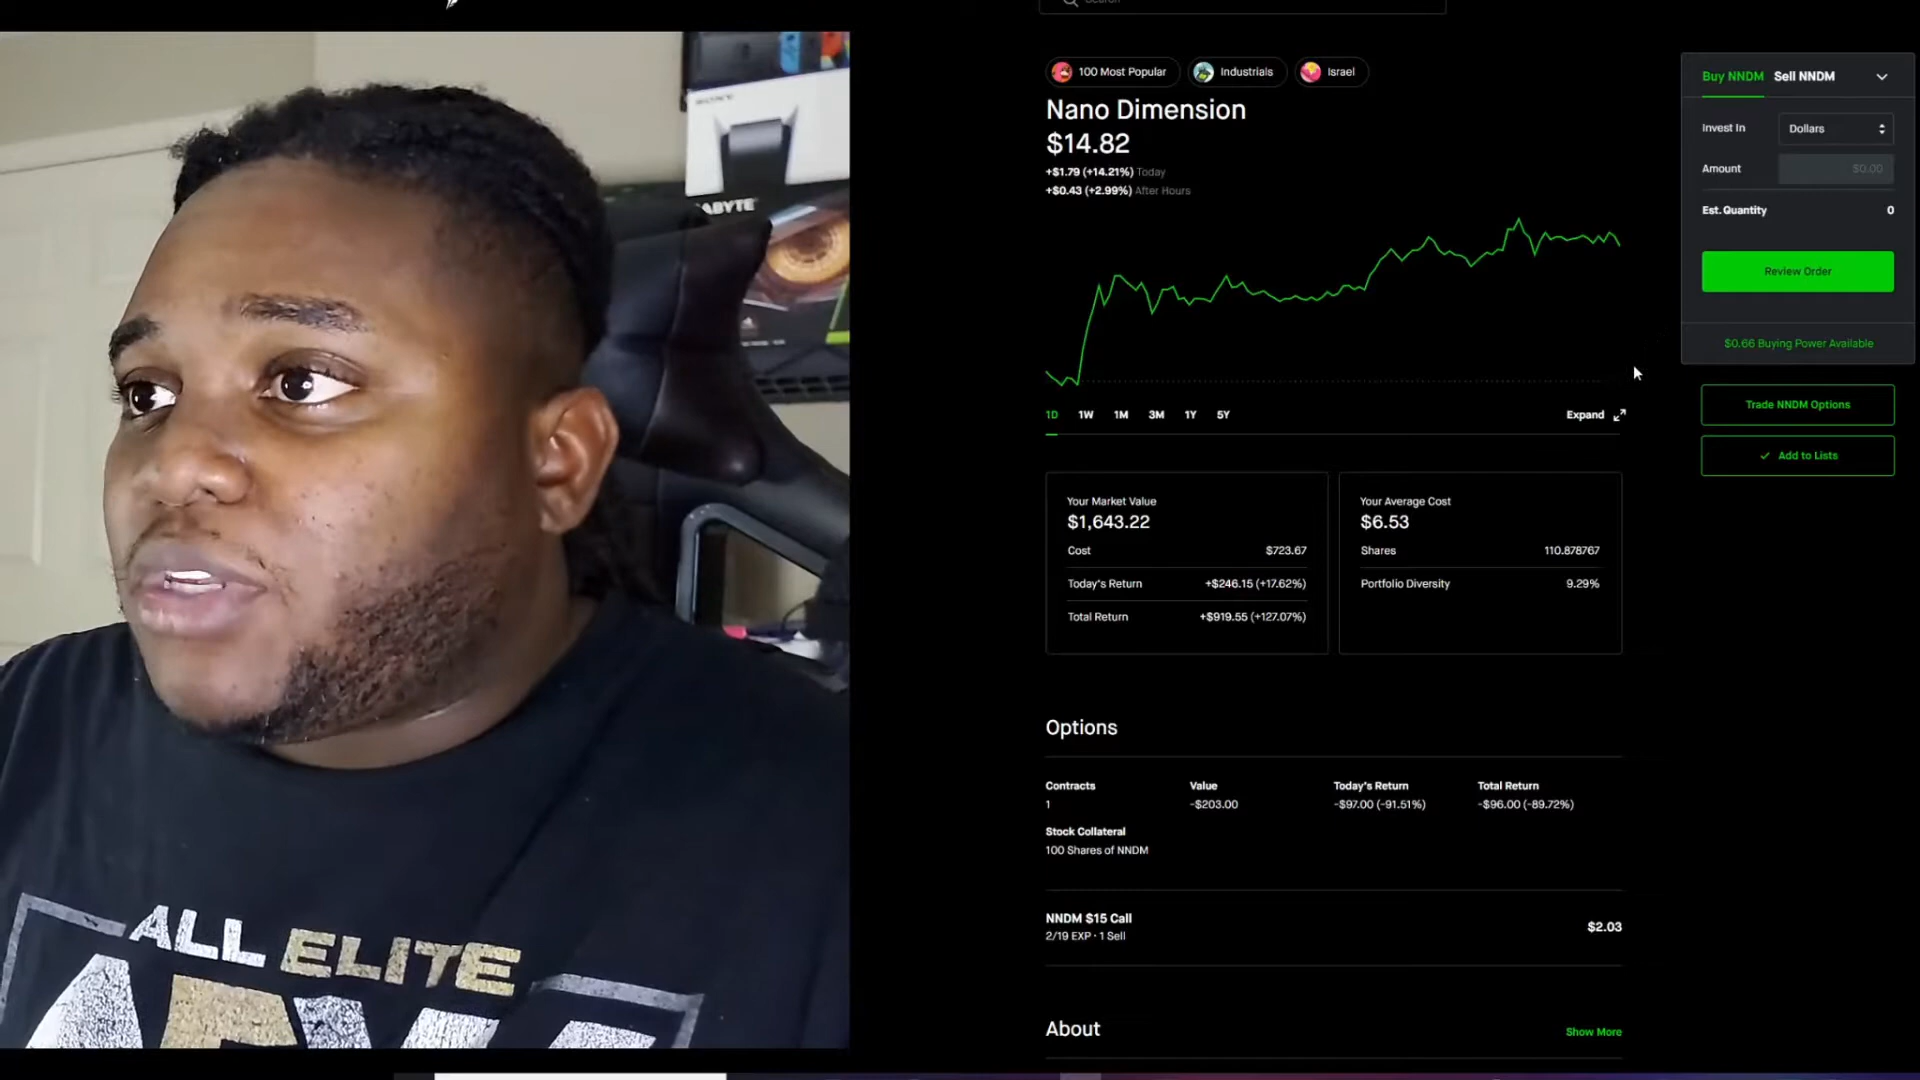 Search
100 Most Popular
Industrials
Israel
Nano Dimension
$14.82
+$1.79 (+14.21%) Today
+$0.43 (+2.99%) After Hours
1D
1W
1M
3M
1Y
5Y
Expand
Your Market Value
$1,643.22
Cost
$723.67
Today's Return
+$246.15 (+17.62%)
Total Return
+$919.55 (+127.07%)
Your Average Cost
$6.53
Shares
110.878767
Portfolio Diversity
9.29%
Options
Contracts
Value
Today's Return
Total Return
1
-$203.00
-$97.00 (-91.51%)
-$96.00 (-89.72%)
Stock Collateral
100 Shares of NNDM
NNDM $15 Call
2/19 EXP · 1 Sell
$2.03
About
Show More
Buy NNDM
Sell NNDM
Invest In
Dollars
Amount
$0.00
Est. Quantity
0
Review Order
$0.66 Buying Power Available
Trade NNDM Options
Add to Lists
SONY
ABYTE
ALL ELITE